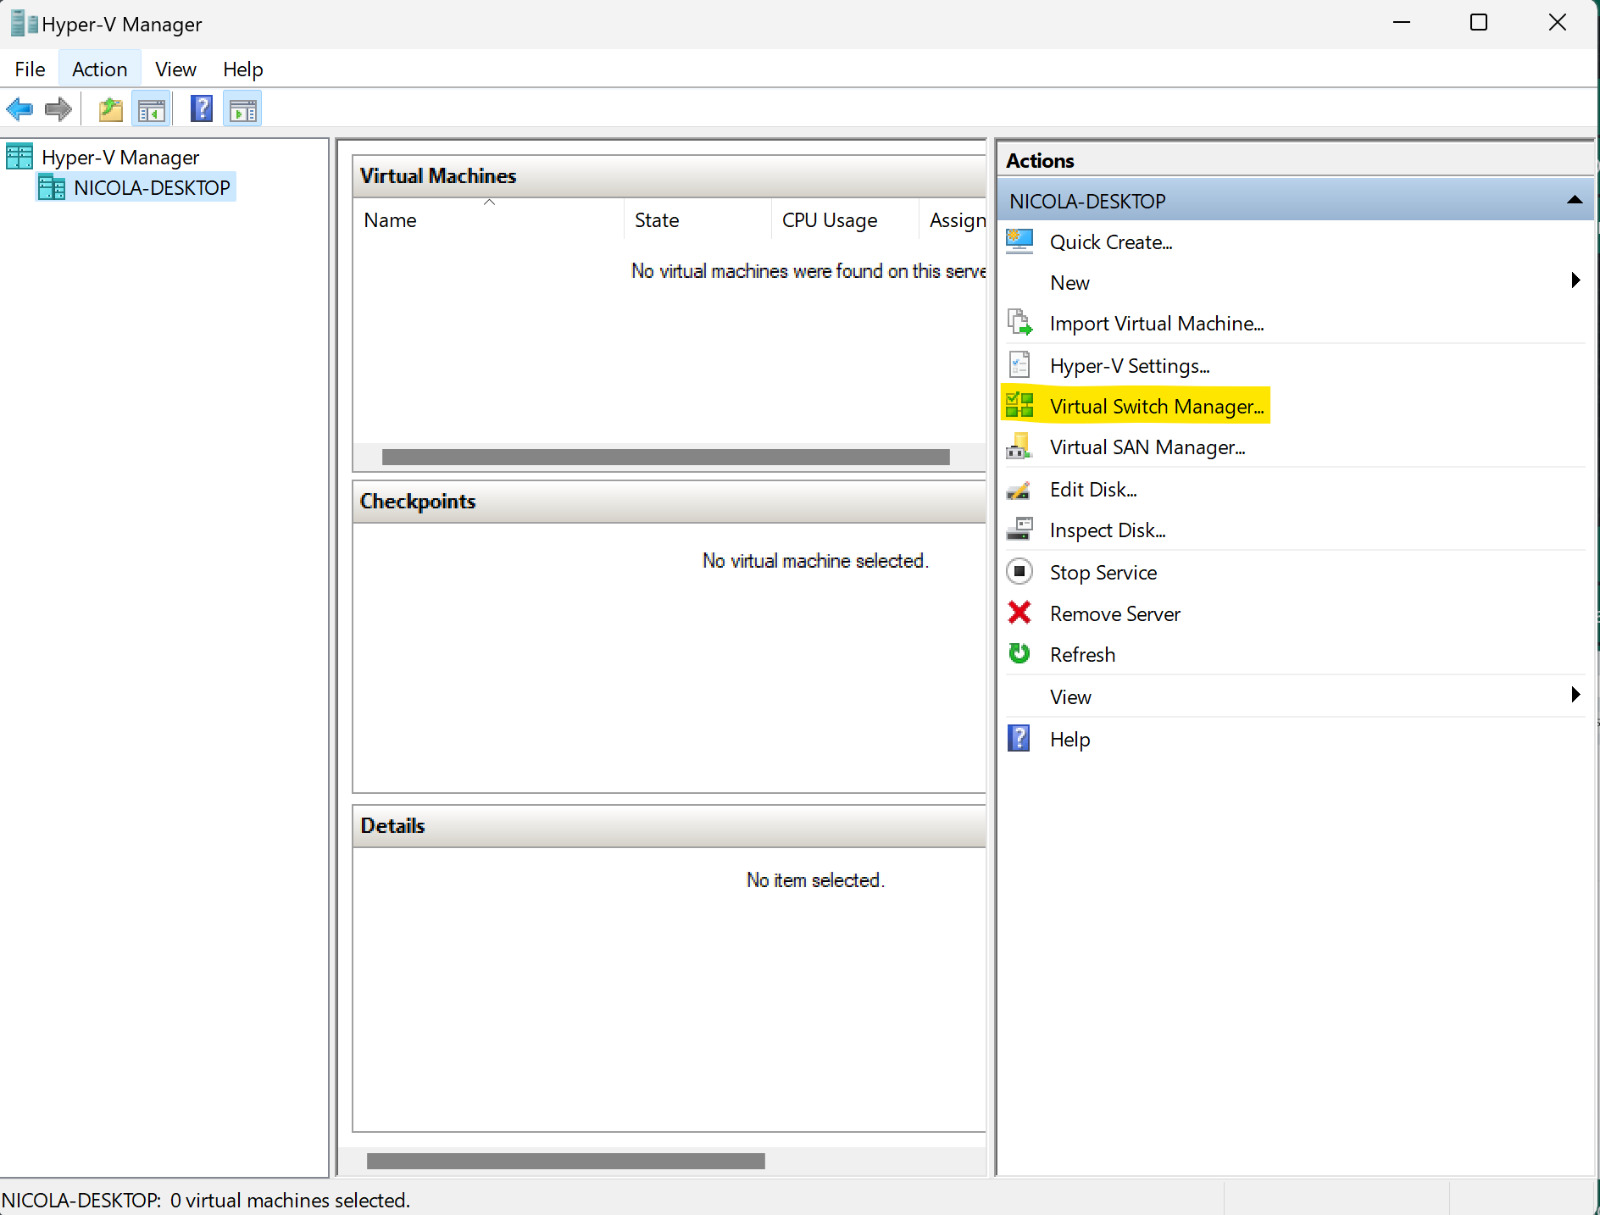 Hyper-V Manager
File Action View Help
Hyper-V Manager
NICOLA-DESKTOP
Virtual Machines
Name State CPU Usage Assign
No virtual machines were found on this serve
Checkpoints
No virtual machine selected.
Details
No item selected.
Actions
NICOLA-DESKTOP
Quick Create...
New
Import Virtual Machine...
Hyper-V Settings...
Virtual Switch Manager...
Virtual SAN Manager...
Edit Disk...
Inspect Disk...
Stop Service
Remove Server
Refresh
View
Help
NICOLA-DESKTOP: 0 virtual machines selected.